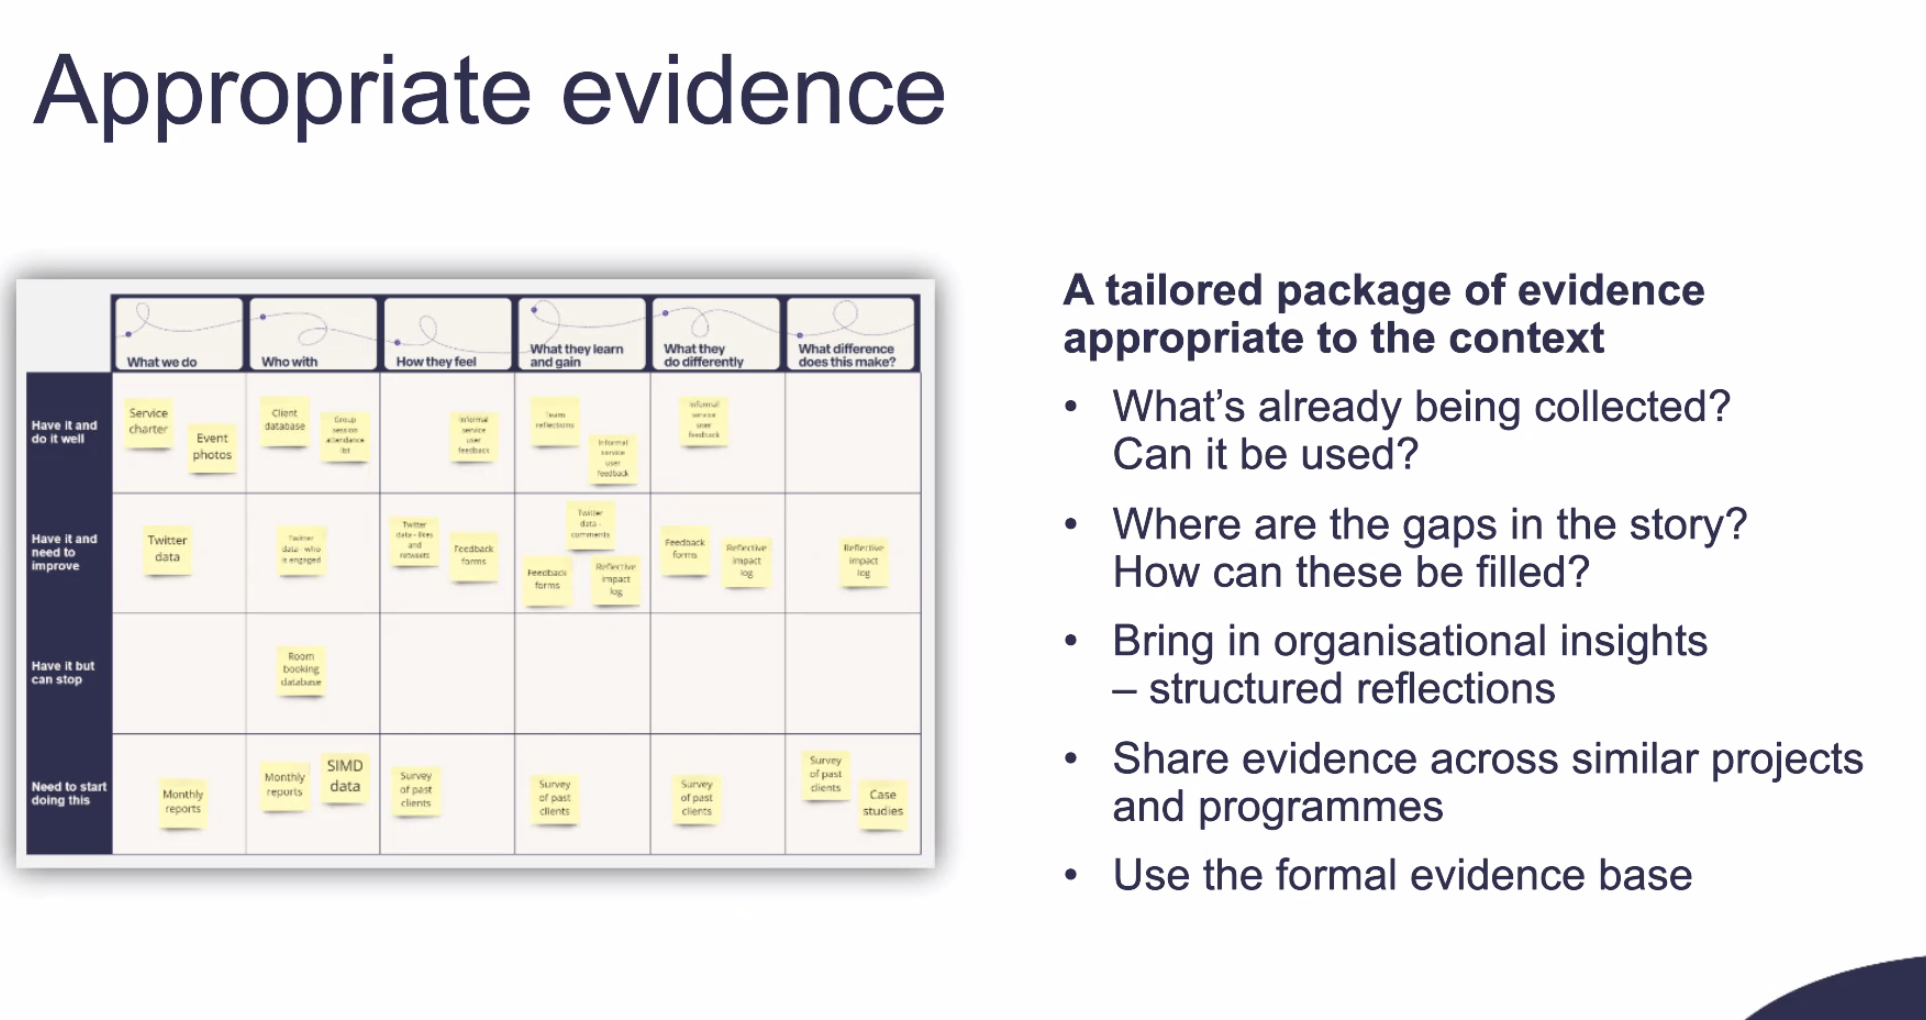 Appropriate evidence
What we do
Who with
How they feel
What they learn
and gain
What they
do differently
What difference
does this make?
Have it and
do it well
Service
charter
Event
photos
Client
database
Group
session
attendance
list
Informal
service
user
feedback
Team
reflections
Informal
service
user
feedback
Informal
service
user
feedback
Have it and
need to
improve
Twitter
data
Twitter
data - who
is engaged
Twitter
data - likes
and
retweets
Feedback
forms
Twitter
data -
comments
Feedback
forms
Reflective
impact
log
Feedback
forms
Reflective
impact
log
Reflective
impact
log
Have it but
can stop
Room
booking
database
Need to start
doing this
Monthly
reports
Monthly
reports
SIMD
data
Survey
of past
clients
Survey
of past
clients
Survey
of past
clients
Survey
of past
clients
Case
studies
A tailored package of evidence
appropriate to the context
• What’s already being collected?
Can it be used?
• Where are the gaps in the story?
How can these be filled?
• Bring in organisational insights
– structured reflections
• Share evidence across similar projects
and programmes
• Use the formal evidence base